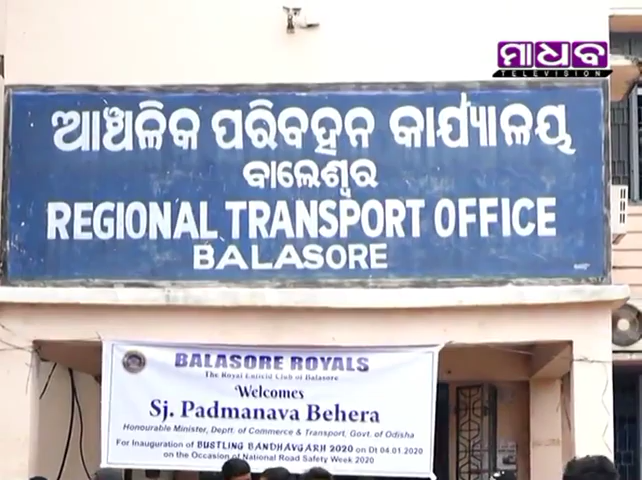 ମାଧବ
TELEVISION
ଆଞ୍ଚଳିକ ପରିବହନ କାର୍ଯ୍ୟାଳୟ
ବାଲେଶ୍ୱର
REGIONAL TRANSPORT OFFICE
BALASORE
BALASORE ROYALS
The Royal Enfield Club of Balasore
Welcomes
Sj. Padmanava Behera
Honourable Minister, Deptt. of Commerce & Transport, Govt. of Odisha
For Inauguration of BUSTLING BANDHAVGARH 2020 on Dt 04.01.2020
on the Occasion of National Road Safety Week 2020